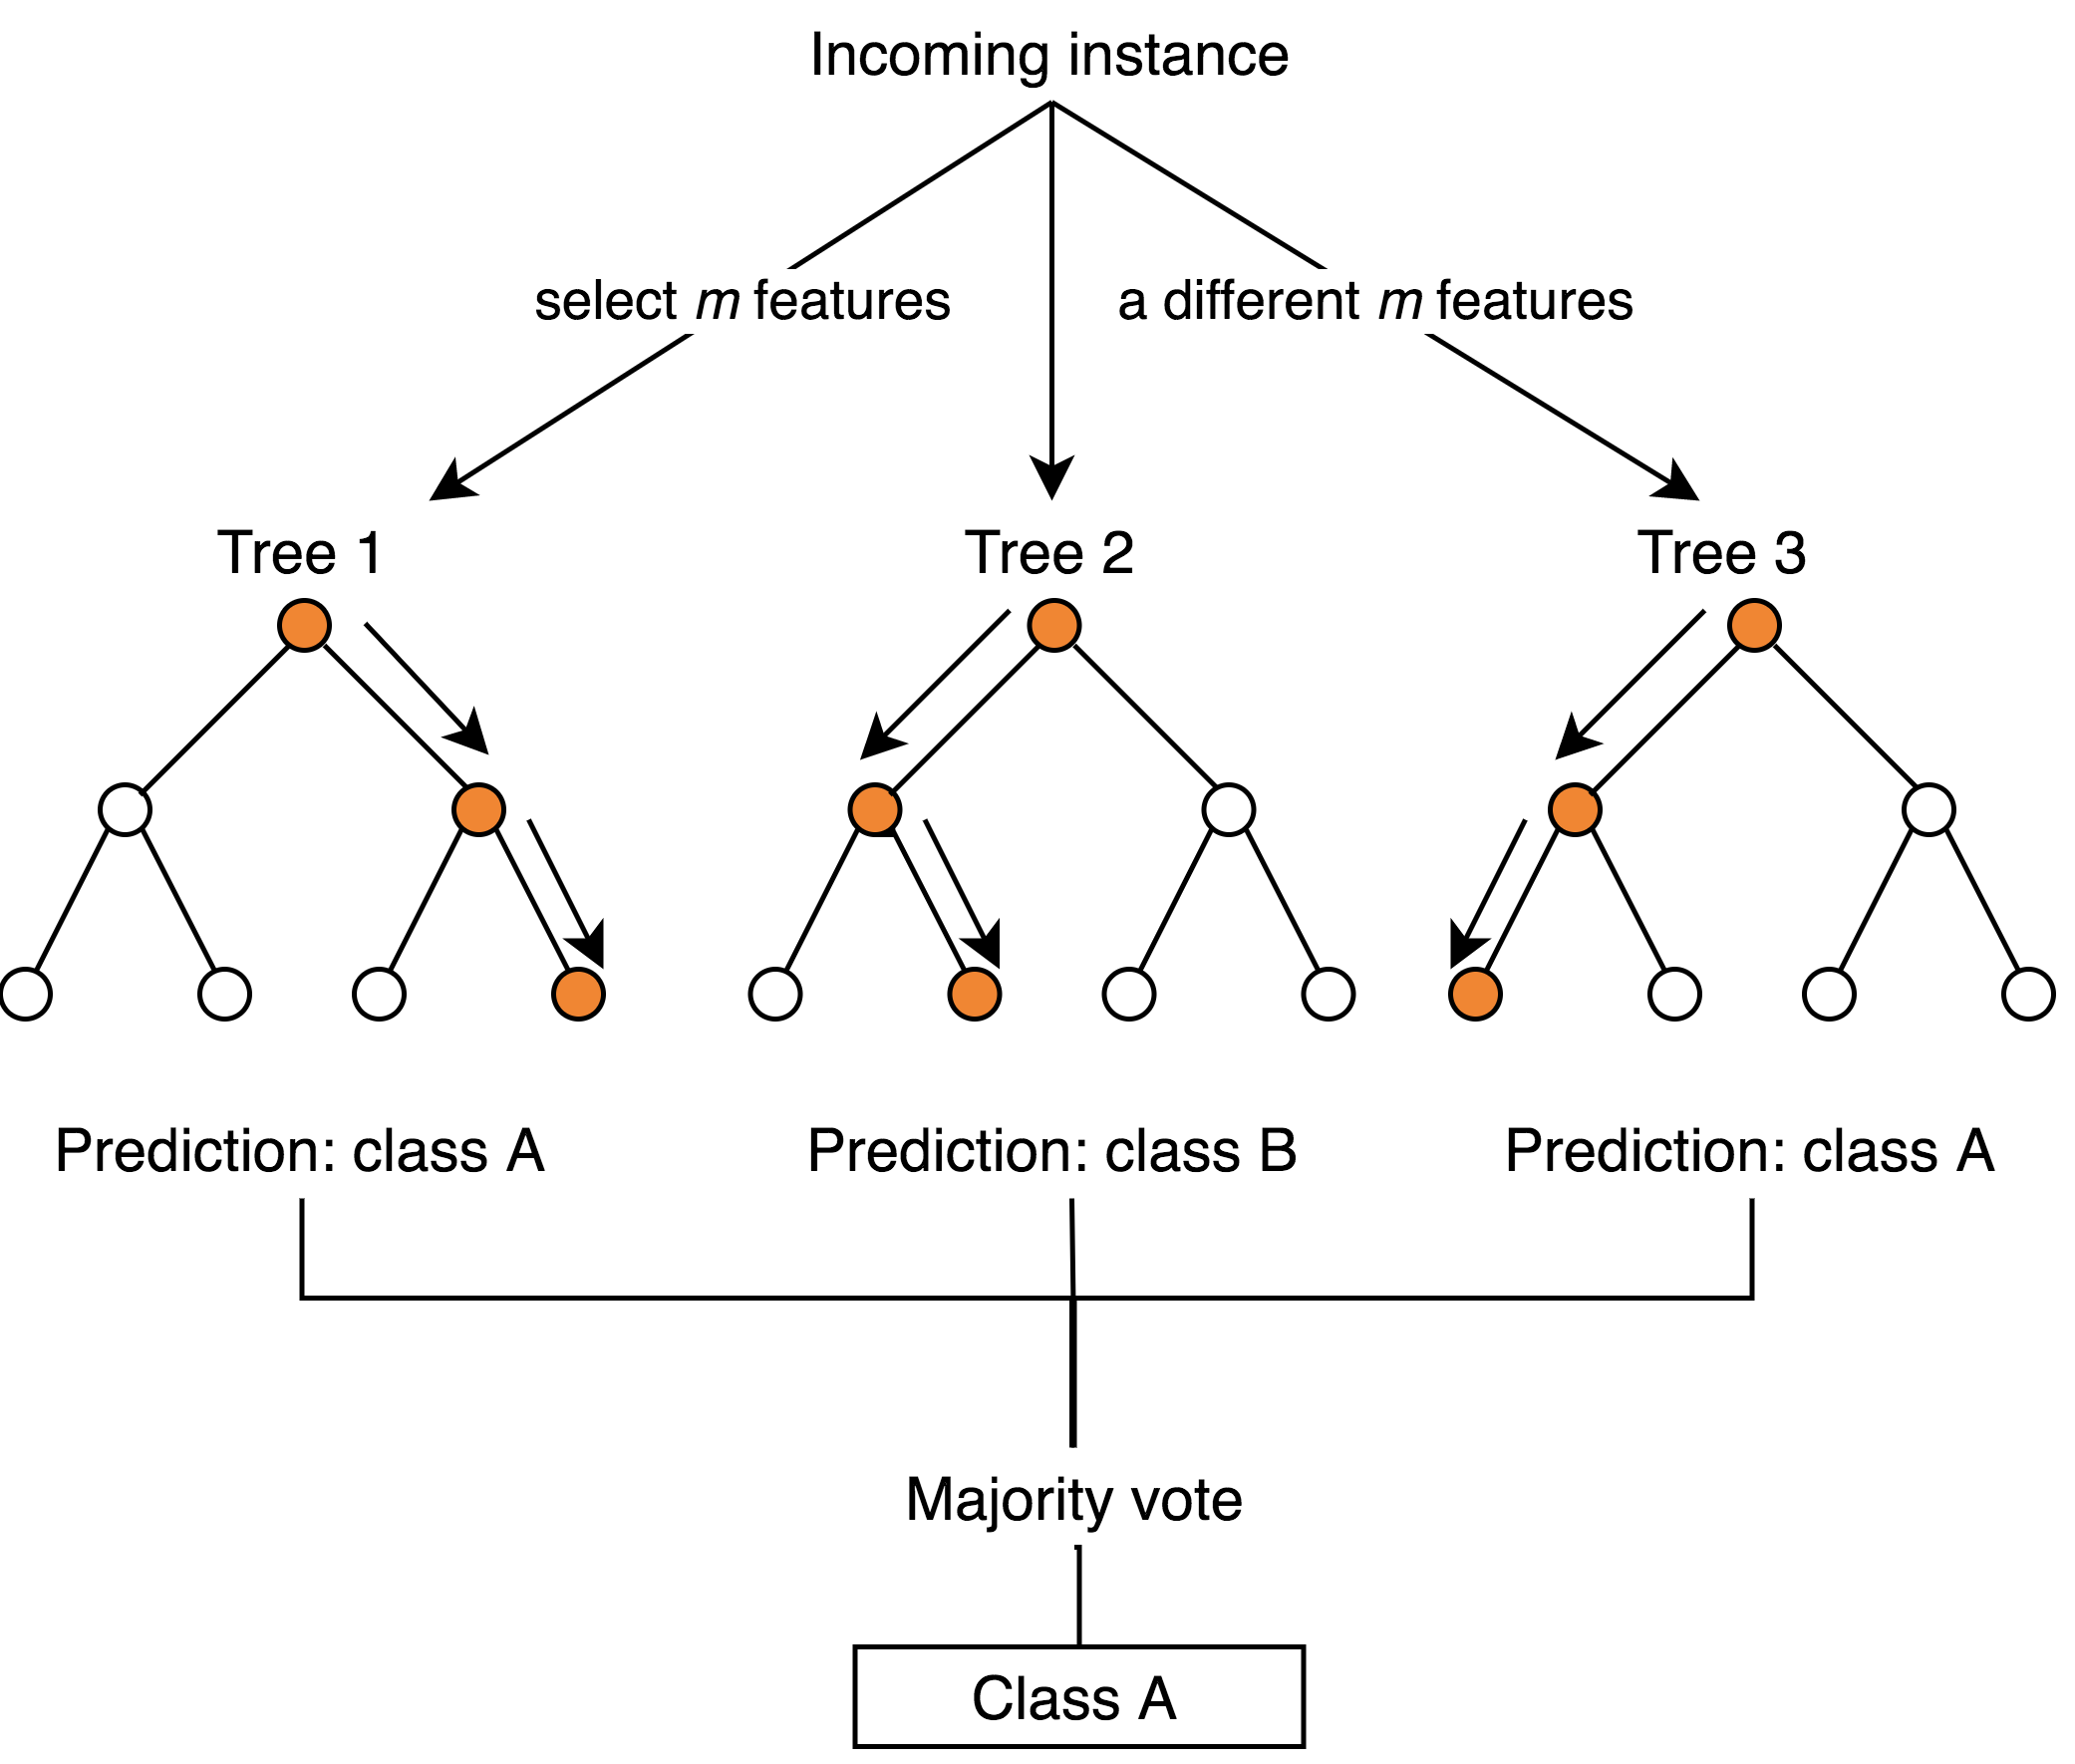 Incoming instance
select m features
a different m features
Tree 1
Tree 2
Tree 3
Prediction: class A
Prediction: class B
Prediction: class A
Majority vote
Class A